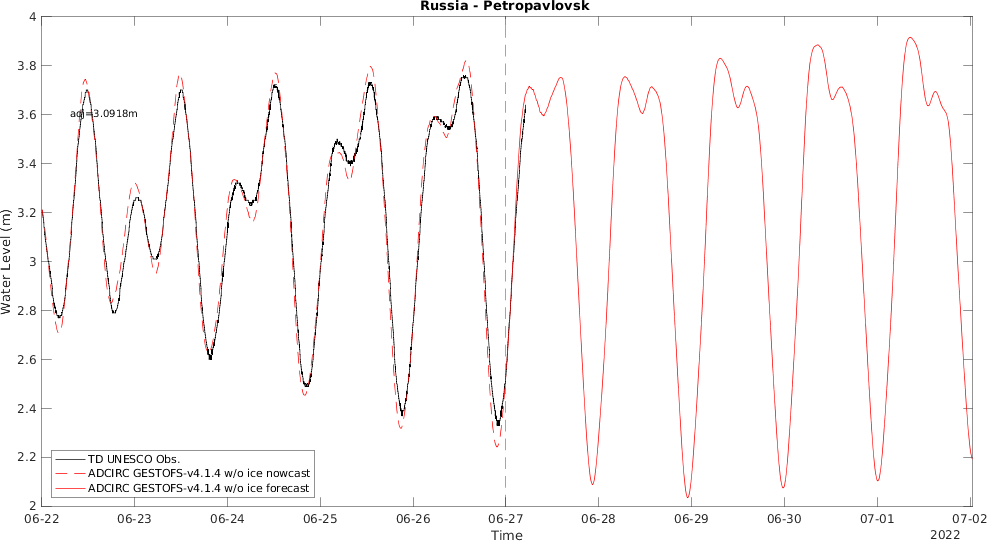 Russia - Petropavlovsk
4
3.8
3.6
3.4
3.2
3
2.8
2.6
2.4
2.2
2
Water Level (m)
adj=3.0918m
TD UNESCO Obs.
ADCIRC GESTOFS-v4.1.4 w/o ice nowcast
ADCIRC GESTOFS-v4.1.4 w/o ice forecast
06-22 06-23 06-24 06-25 06-26 06-27 06-28 06-29 06-30 07-01 07-02
Time
2022